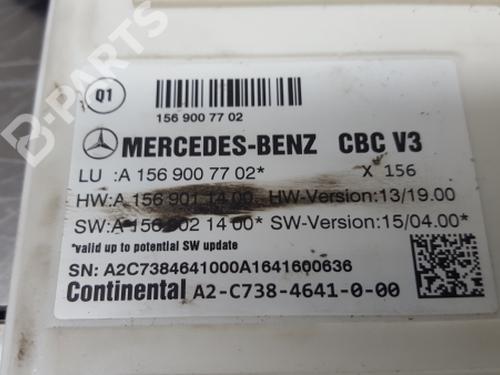 B-PARTS
Q1
156 900 77 02
MERCEDES-BENZ CBC V3
LU :A 156 900 77 02* X 156
HW:A 156 901 14 00 HW-Version:13/19.00
SW:A 156 902 14 00* SW-Version:15/04.00*
*valid up to potential SW update
SN: A2C7384641000A1641600636
Continental A2-C738-4641-0-00